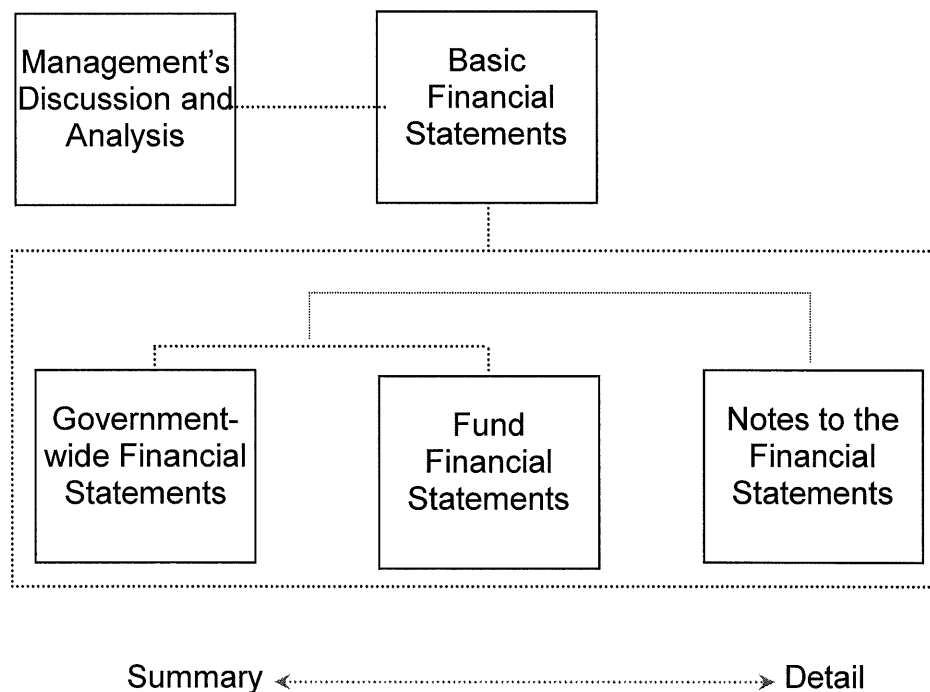 Management's
Discussion and
Analysis
Basic
Financial
Statements
Government-
wide Financial
Statements
Fund
Financial
Statements
Notes to the
Financial
Statements
Summary
Detail